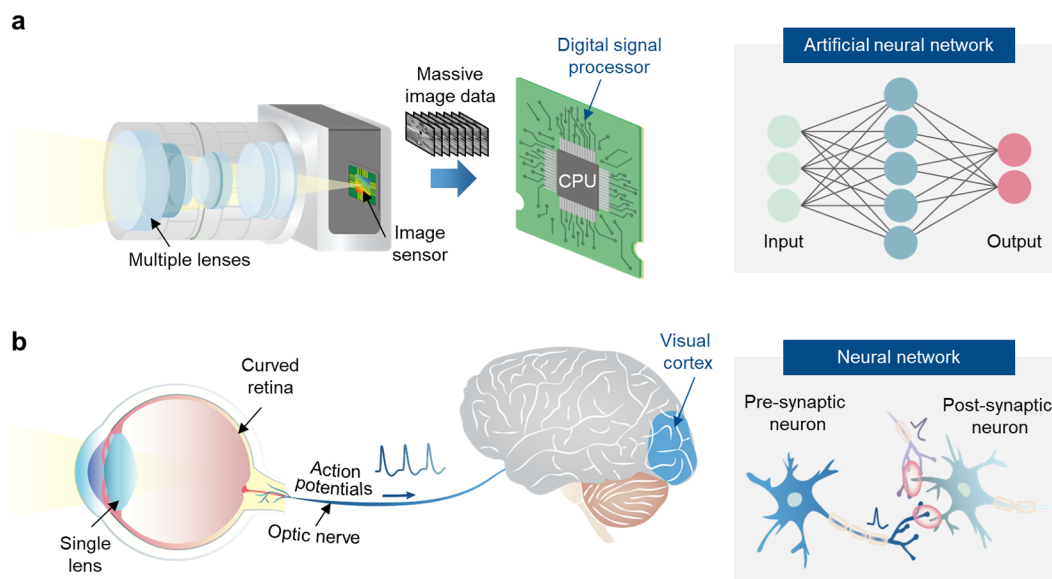 a
Multiple lenses
Image
sensor
Massive
image data
Digital signal
processor
CPU
Artificial neural network
Input
Output
b
Single
lens
Curved
retina
Action
potentials
Optic nerve
Visual
cortex
Neural network
Pre-synaptic
neuron
Post-synaptic
neuron